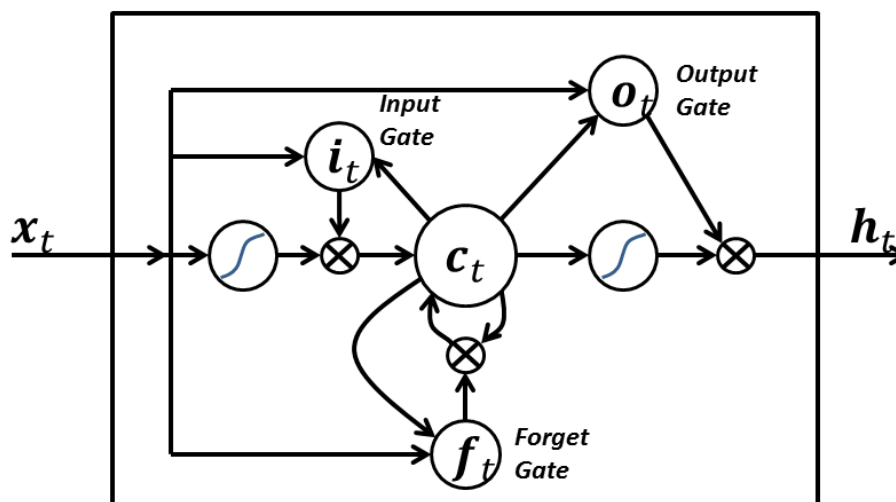 Output
Gate
o_t
Input
Gate
i_t
x_t
c_t
h_t
f_t
Forget
Gate